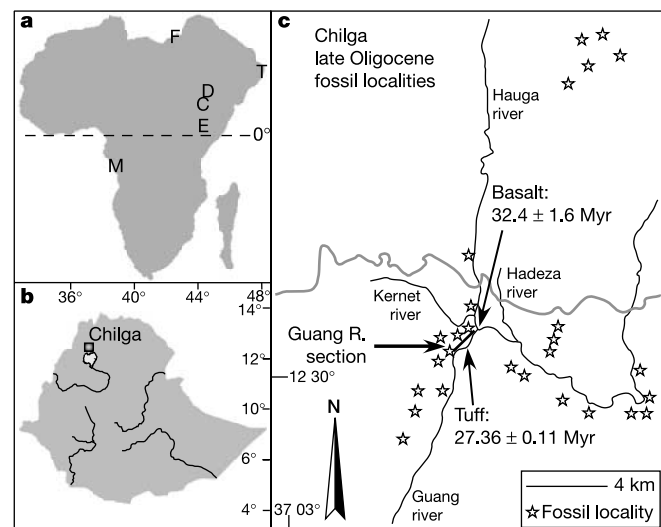 a
F
T
D
C
E
0°
M
36° 40° 44° 48°
b
Chilga
12°
10°
6°
4°
c
Chilga
late Oligocene
fossil localities
Hauga
river
Basalt:
32.4 ± 1.6 Myr
Hadeza
river
Kernet
river
Guang R.
section
12 30
N
Tuff:
27.36 ± 0.11 Myr
Guang
river
37 03
4 km
Fossil locality